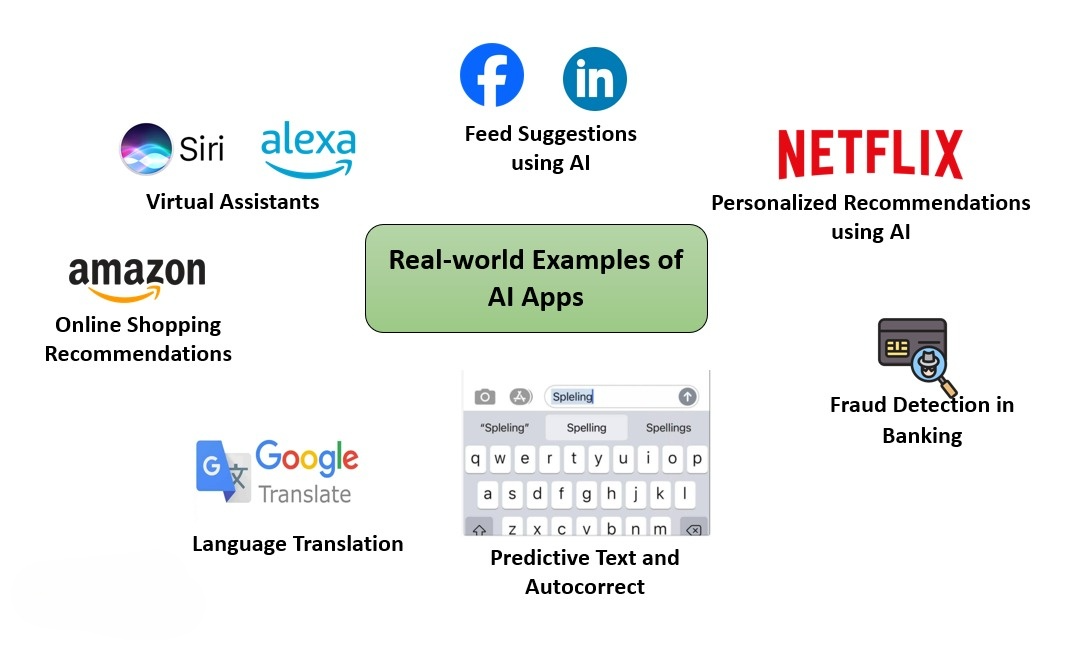 Feed Suggestions
using AI
Siri
alexa
Virtual Assistants
NETFLIX
Personalized Recommendations
using AI
amazon
Online Shopping
Recommendations
Real-world Examples of
AI Apps
Fraud Detection in
Banking
G 文
Google
Translate
Language Translation
Spleling
"Spleling" Spelling Spellings
q w e r t y u i o p
a s d f g h j k l
z x c v b n m
Predictive Text and
Autocorrect
f in